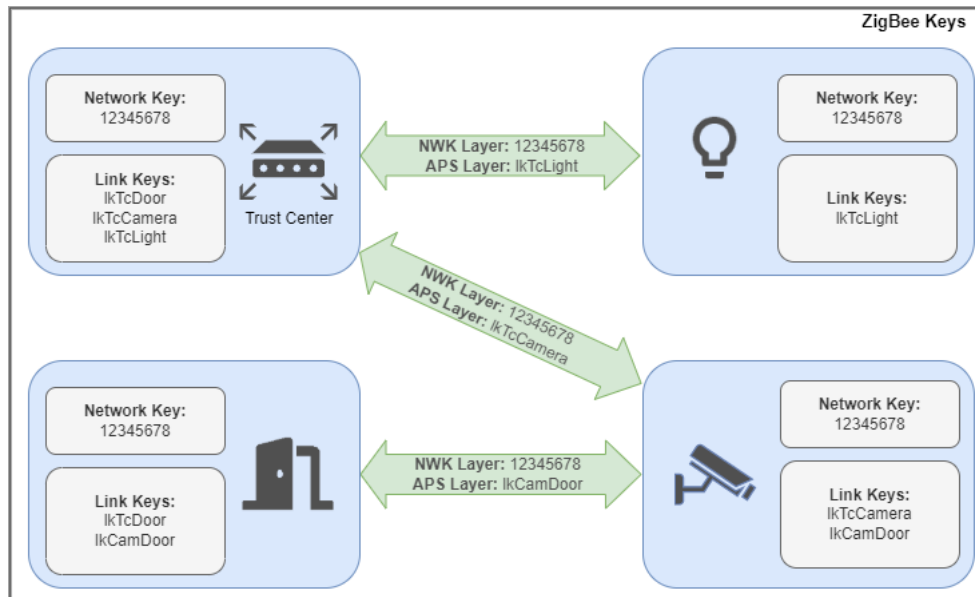 ZigBee Keys
Network Key:
12345678
Link Keys:
lkTcDoor
lkTcCamera
lkTcLight
Trust Center
NWK Layer: 12345678
APS Layer: lkTcLight
Network Key:
12345678
Link Keys:
lkTcLight
NWK Layer: 12345678
APS Layer: lkTcCamera
Network Key:
12345678
Link Keys:
lkTcDoor
lkCamDoor
NWK Layer: 12345678
APS Layer: lkCamDoor
Network Key:
12345678
Link Keys:
lkTcCamera
lkCamDoor